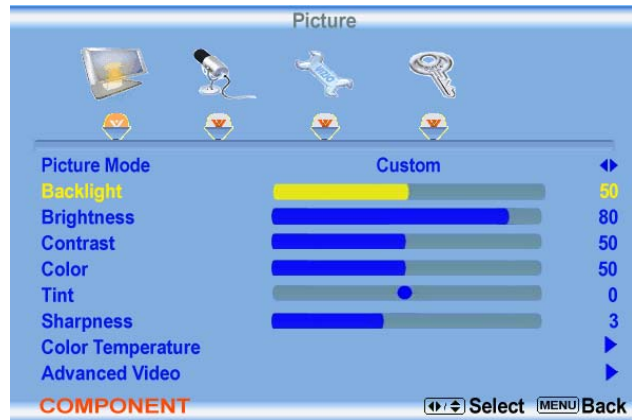 Picture
VIZIO
Picture Mode Custom
Backlight 50
Brightness 80
Contrast 50
Color 50
Tint 0
Sharpness 3
Color Temperature
Advanced Video
COMPONENT Select MENU Back